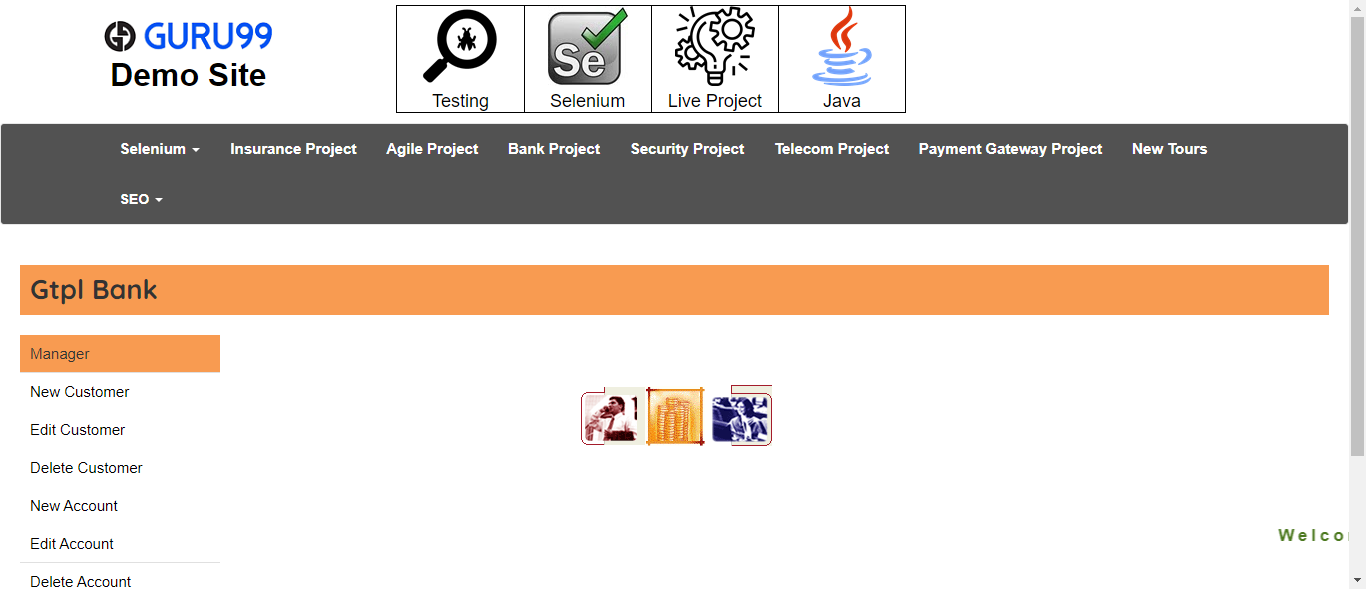 GURU99
Demo Site
Se
Testing
Selenium
Live Project
Java
Selenium
Insurance Project
Agile Project
Bank Project
Security Project
Telecom Project
Payment Gateway Project
New Tours
SEO
Gtpl Bank
Manager
New Customer
Edit Customer
Delete Customer
New Account
Edit Account
Welco
Delete Account